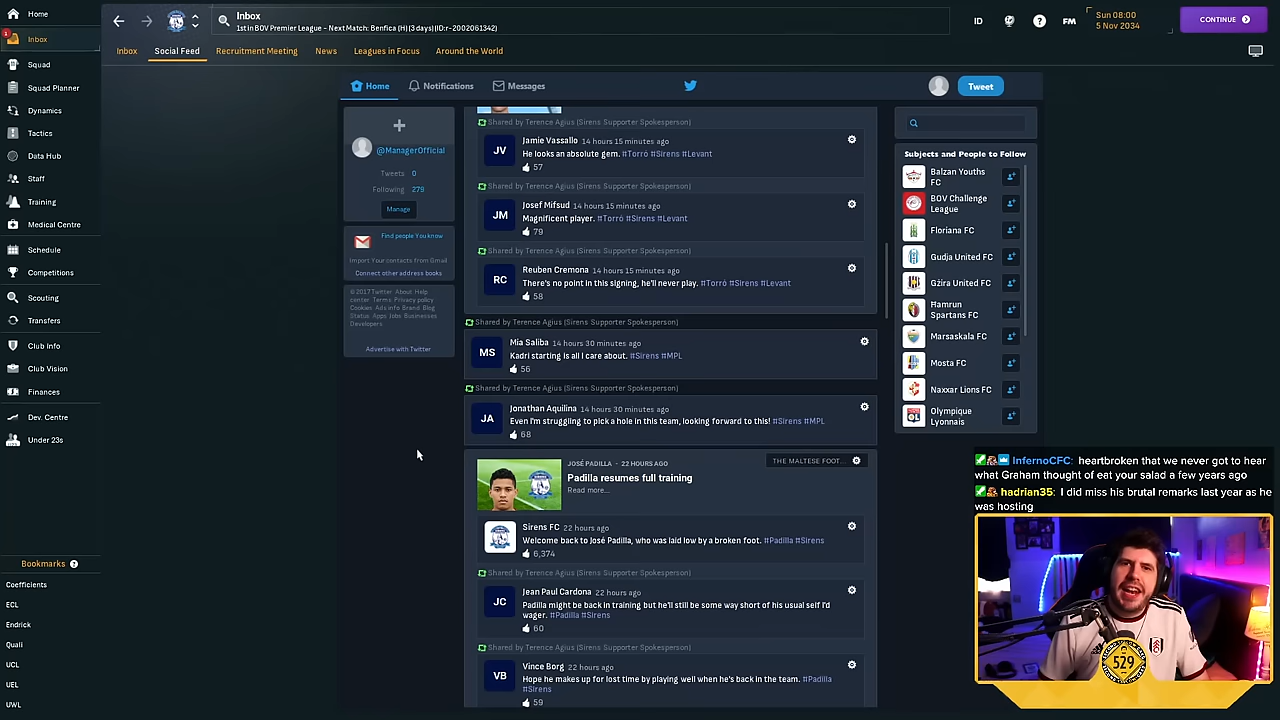 Home
Inbox
Squad
Squad Planner
Dynamics
Tactics
Data Hub
Staff
Training
Medical Centre
Schedule
Competitions
Scouting
Transfers
Club Info
Club Vision
Finances
Dev. Centre
Under 23s
Bookmarks ?
Coefficients
ECL
Endrick
Quali
UCL
UEL
UWL
Inbox
1st in BOV Premier League - Next Match: Benfica (H) (3 days) (ID:r-2002061342)
ID
?
FM
Sun 08:00
5 Nov 2034
CONTINUE
Inbox
Social Feed
Recruitment Meeting
News
Leagues in Focus
Around the World
Home
Notifications
Messages
Tweet
@ManagerOfficial
Tweets 0
Following 279
Manage
Find people You know
Import Your contacts from Gmail
Connect other address books
© 2017 Twitter About Help
center Terms Privacy policy
Cookies Ads info Brand Blog
Status Apps Jobs Businesses
Developers
Advertise with Twitter
Shared by Terence Agius (Sirens Supporter Spokesperson)
JV
Jamie Vassallo 14 hours 15 minutes ago
He looks an absolute gem. #Torró #Sirens #Levant
57
Shared by Terence Agius (Sirens Supporter Spokesperson)
JM
Josef Mifsud 14 hours 15 minutes ago
Magnificent player. #Torró #Sirens #Levant
79
Shared by Terence Agius (Sirens Supporter Spokesperson)
RC
Reuben Cremona 14 hours 15 minutes ago
There's no point in this signing, he'll never play. #Torró #Sirens #Levant
58
Shared by Terence Agius (Sirens Supporter Spokesperson)
MS
Mia Saliba 14 hours 30 minutes ago
Kadri starting is all I care about. #Sirens #MPL
56
Shared by Terence Agius (Sirens Supporter Spokesperson)
JA
Jonathan Aquilina 14 hours 30 minutes ago
Even I'm struggling to pick a hole in this team, looking forward to this! #Sirens #MPL
68
JOSÉ PADILLA - 22 HOURS AGO
THE MALTESE FOOT...
Padilla resumes full training
Read more...
Sirens FC 22 hours ago
Welcome back to José Padilla, who was laid low by a broken foot. #Padilla #Sirens
6,374
Shared by Terence Agius (Sirens Supporter Spokesperson)
JC
Jean Paul Cardona 22 hours ago
Padilla might be back in training but he'll still be some way short of his usual self I'd
wager. #Padilla #Sirens
60
Shared by Terence Agius (Sirens Supporter Spokesperson)
VB
Vince Borg 22 hours ago
Hope he makes up for lost time by playing well when he's back in the team. #Padilla
#Sirens
59
Subjects and People to Follow
Balzan Youths
FC
BOV Challenge
League
Floriana FC
Gudja United FC
Gżira United FC
Ħamrun
Spartans FC
Marsaskala FC
Mosta FC
Naxxar Lions FC
Olympique
Lyonnais
InfernoCFC: heartbroken that we never got to hear
what Graham thought of eat your salad a few years ago
hadrian35: I did miss his brutal remarks last year as he
was hosting
529